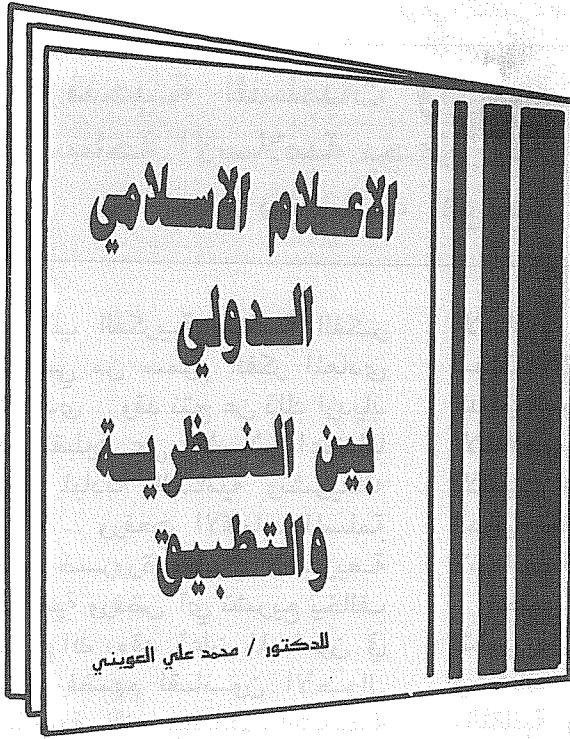 الاعلام الاسلامي
الدولي
بين النظرية
والتطبيق
للدكتور / محمد علي العويني